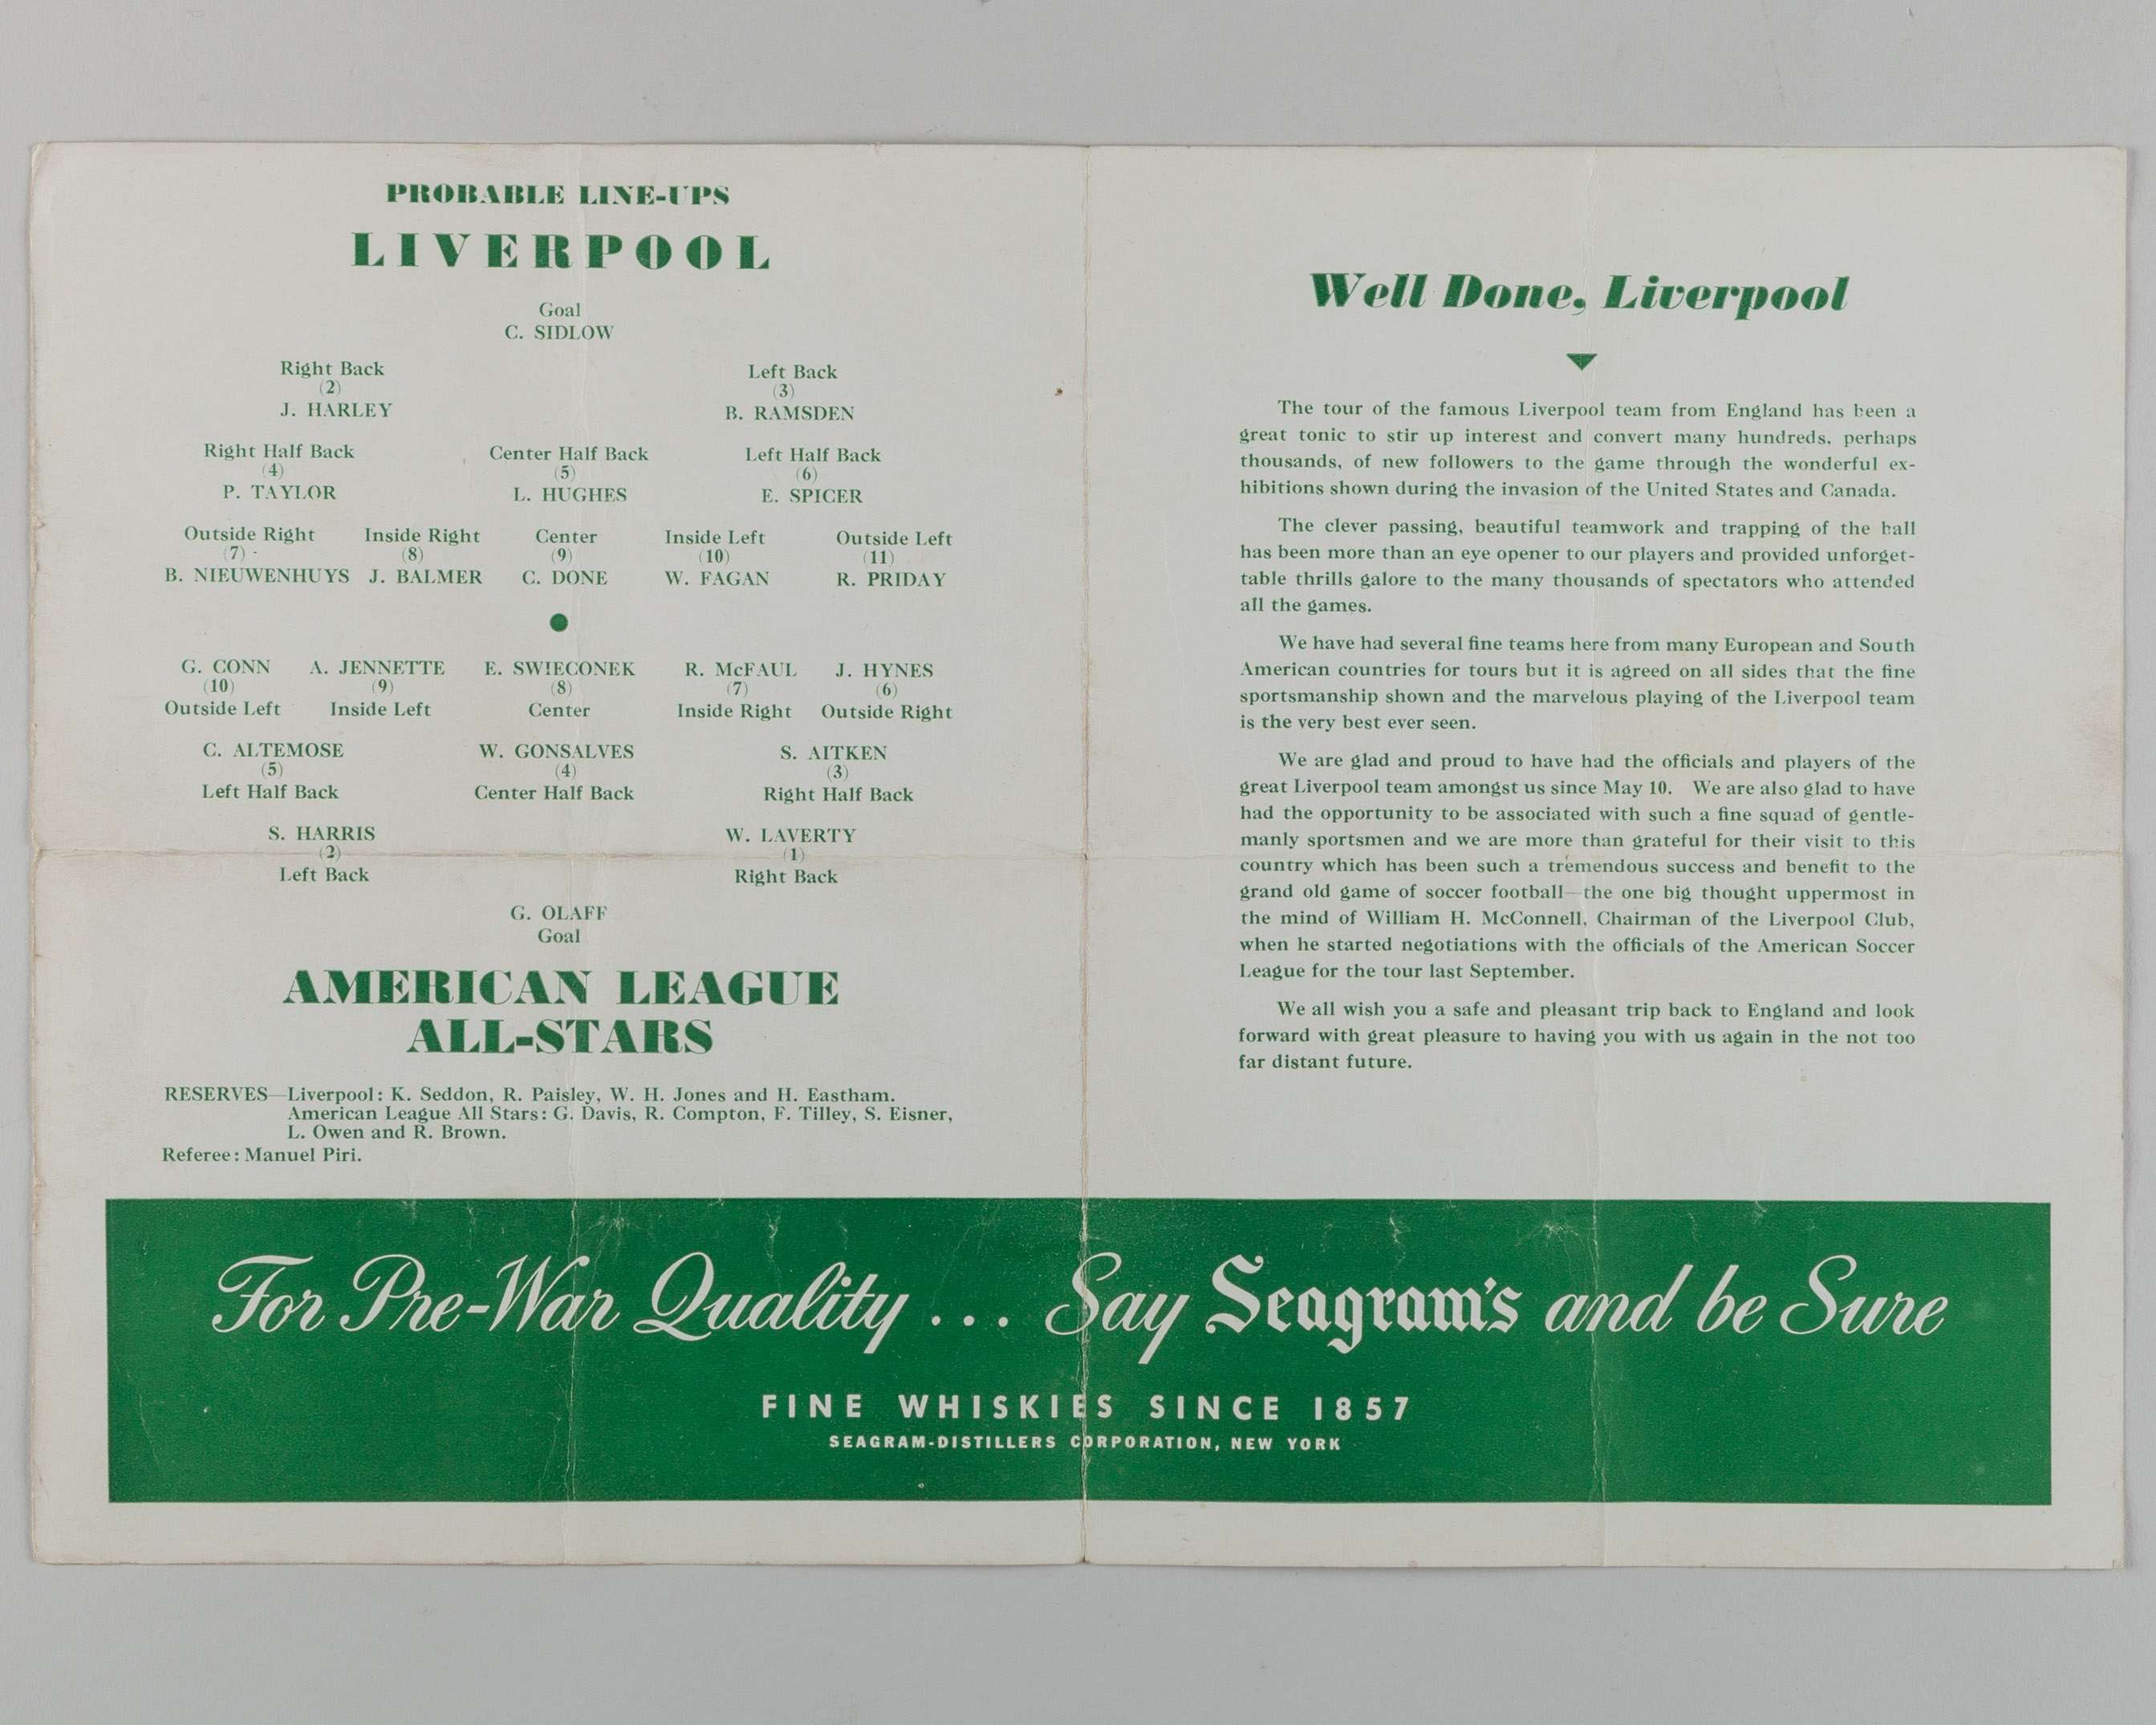 PROBABLE LINE-UPS
LIVERPOOL
Goal
C. SIDLOW
Right Back Left Back
(2) (3)
J. HARLEY B. RAMSDEN
Right Half Back Center Half Back Left Half Back
(4) (5) (6)
P. TAYLOR L. HUGHES E. SPICER
Outside Right Inside Right Center Inside Left Outside Left
(7) (8) (9) (10) (11)
B. NIEUWENHUYS J. BALMER C. DONE W. FAGAN R. PRIDAY
G. CONN A. JENNETTE E. SWIECONEK R. McFAUL J. HYNES
(10) (9) (8) (7) (6)
Outside Left Inside Left Center Inside Right Outside Right
C. ALTEMOSE W. GONSALVES S. AITKEN
(5) (4) (3)
Left Half Back Center Half Back Right Half Back
S. HARRIS W. LAVERTY
(2) (1)
Left Back Right Back
G. OLAFF
Goal
AMERICAN LEAGUE
ALL-STARS
RESERVES—Liverpool: K. Seddon, R. Paisley, W. H. Jones and H. Eastham.
American League All Stars: G. Davis, R. Compton, F. Tilley, S. Eisner,
L. Owen and R. Brown.
Referee: Manuel Piri.
Well Done, Liverpool
The tour of the famous Liverpool team from England has been a
great tonic to stir up interest and convert many hundreds, perhaps
thousands, of new followers to the game through the wonderful ex-
hibitions shown during the invasion of the United States and Canada.
The clever passing, beautiful teamwork and trapping of the ball
has been more than an eye opener to our players and provided unforget-
table thrills galore to the many thousands of spectators who attended
all the games.
We have had several fine teams here from many European and South
American countries for tours but it is agreed on all sides that the fine
sportsmanship shown and the marvelous playing of the Liverpool team
is the very best ever seen.
We are glad and proud to have had the officials and players of the
great Liverpool team amongst us since May 10. We are also glad to have
had the opportunity to be associated with such a fine squad of gentle-
manly sportsmen and we are more than grateful for their visit to this
country which has been such a tremendous success and benefit to the
grand old game of soccer football—the one big thought uppermost in
the mind of William H. McConnell, Chairman of the Liverpool Club,
when he started negotiations with the officials of the American Soccer
League for the tour last September.
We all wish you a safe and pleasant trip back to England and look
forward with great pleasure to having you with us again in the not too
far distant future.
For Pre-War Quality . . . Say Seagram's and be Sure
FINE WHISKIES SINCE 1857
SEAGRAM-DISTILLERS CORPORATION, NEW YORK